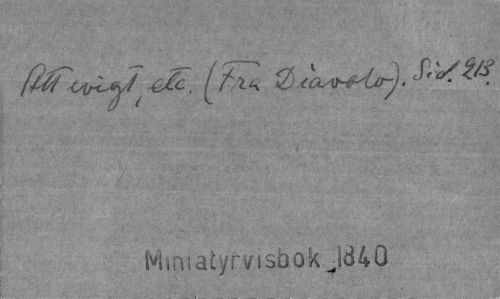 Att evigt, etc. (Fra Diavolo). Sid. 213.
Miniatyrvisbok 1840